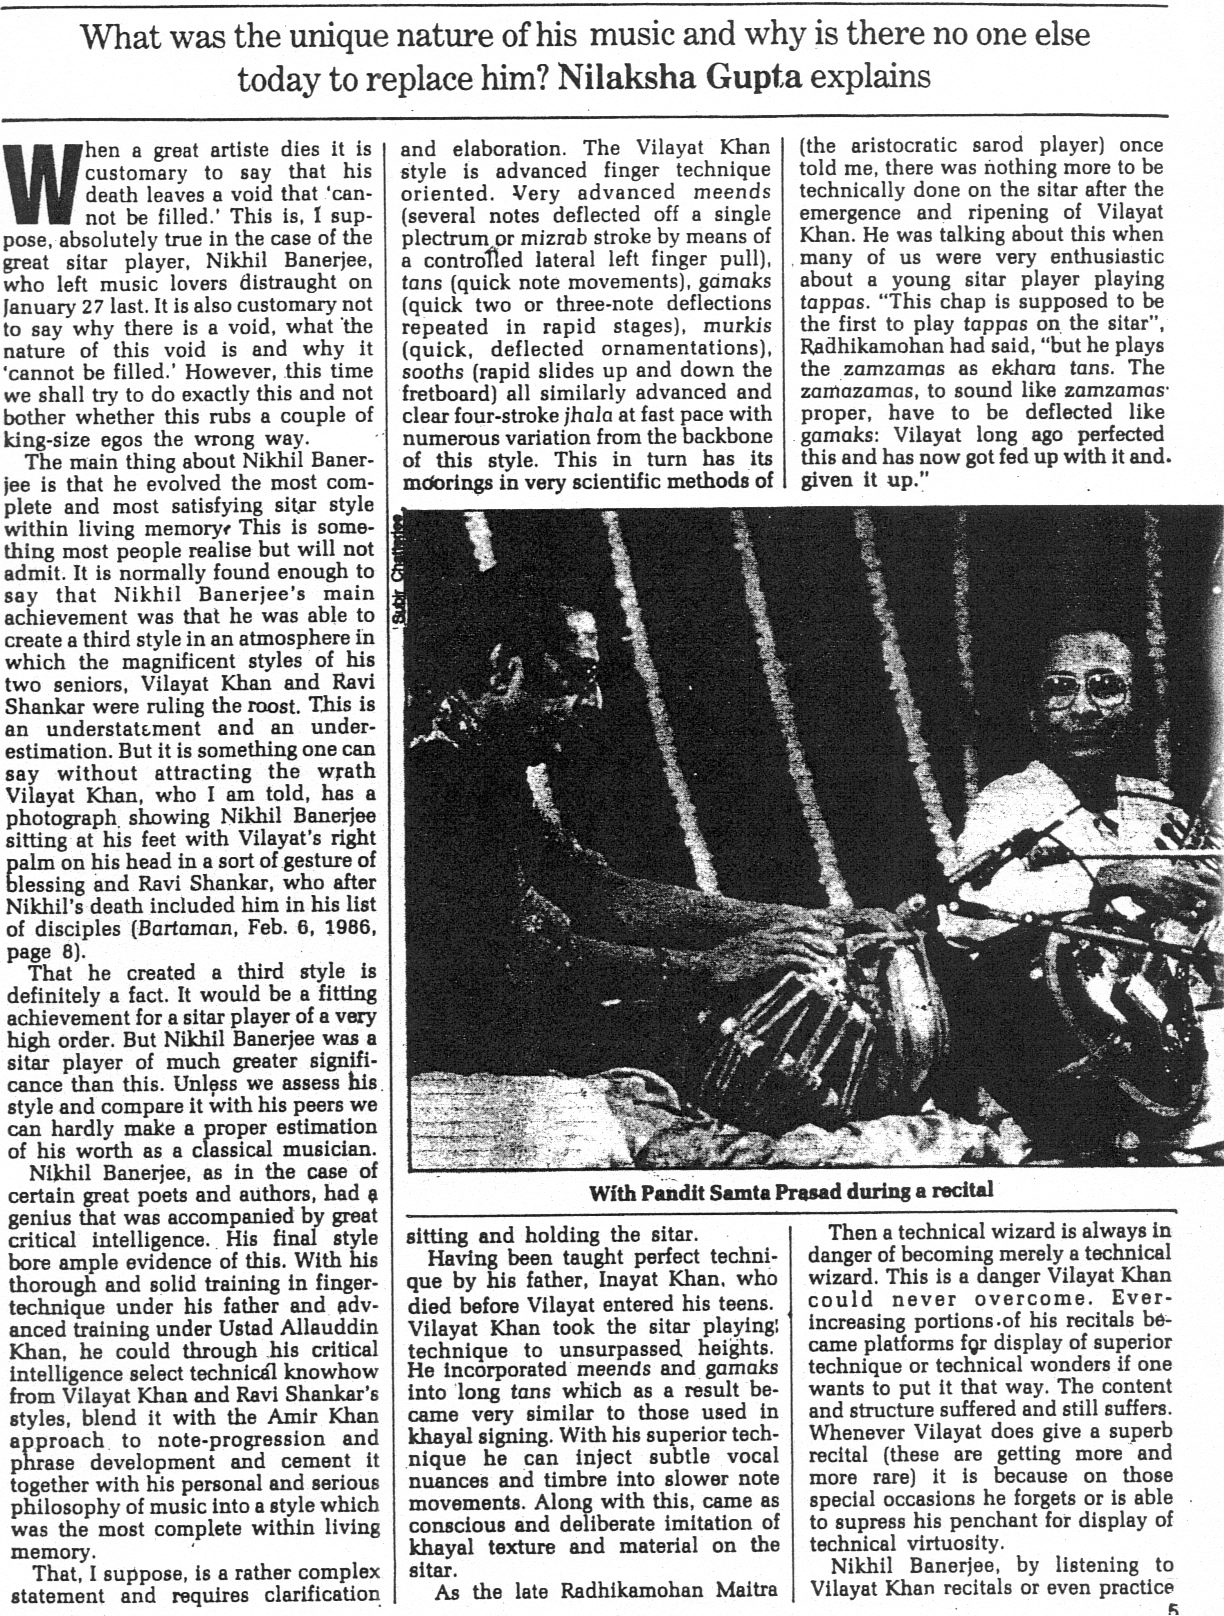 What was the unique nature of his music and why is there no one else
today to replace him? Nilaksha Gupta explains
When a great artiste dies it is
customary to say that his
death leaves a void that ‘can-
not be filled.’ This is, I sup-
pose, absolutely true in the case of the
great sitar player, Nikhil Banerjee,
who left music lovers distraught on
January 27 last. It is also customary not
to say why there is a void, what the
nature of this void is and why it
‘cannot be filled.’ However, this time
we shall try to do exactly this and not
bother whether this rubs a couple of
king-size egos the wrong way.
The main thing about Nikhil Baner-
jee is that he evolved the most com-
plete and most satisfying sitar style
within living memory. This is some-
thing most people realise but will not
admit. It is normally found enough to
say that Nikhil Banerjee's main
achievement was that he was able to
create a third style in an atmosphere in
which the magnificent styles of his
two seniors, Vilayat Khan and Ravi
Shankar were ruling the roost. This is
an understatement and an under-
estimation. But it is something one can
say without attracting the wrath
Vilayat Khan, who I am told, has a
photograph showing Nikhil Banerjee
sitting at his feet with Vilayat's right
palm on his head in a sort of gesture of
blessing and Ravi Shankar, who after
Nikhil's death included him in his list
of disciples (Bartaman, Feb. 6, 1986,
page 8).
That he created a third style is
definitely a fact. It would be a fitting
achievement for a sitar player of a very
high order. But Nikhil Banerjee was a
sitar player of much greater signifi-
cance than this. Unless we assess his
style and compare it with his peers we
can hardly make a proper estimation
of his worth as a classical musician.
Nikhil Banerjee, as in the case of
certain great poets and authors, had a
genius that was accompanied by great
critical intelligence. His final style
bore ample evidence of this. With his
thorough and solid training in finger-
technique under his father and adv-
anced training under Ustad Allauddin
Khan, he could through his critical
intelligence select technical knowhow
from Vilayat Khan and Ravi Shankar's
styles, blend it with the Amir Khan
approach to note-progression and
phrase development and cement it
together with his personal and serious
philosophy of music into a style which
was the most complete within living
memory.
That, I suppose, is a rather complex
statement and requires clarification
and elaboration. The Vilayat Khan
style is advanced finger technique
oriented. Very advanced meends
(several notes deflected off a single
plectrum or mizrab stroke by means of
a controlled lateral left finger pull),
tans (quick note movements), gamaks
(quick two or three-note deflections
repeated in rapid stages), murkis
(quick, deflected ornamentations),
sooths (rapid slides up and down the
fretboard) all similarly advanced and
clear four-stroke jhala at fast pace with
numerous variation from the backbone
of this style. This in turn has its
moorings in very scientific methods of
(the aristocratic sarod player) once
told me, there was nothing more to be
technically done on the sitar after the
emergence and ripening of Vilayat
Khan. He was talking about this when
many of us were very enthusiastic
about a young sitar player playing
tappas. “This chap is supposed to be
the first to play tappas on the sitar”,
Radhikamohan had said, “but he plays
the zamzamas as ekhara tans. The
zamazamas, to sound like zamzamas
proper, have to be deflected like
gamaks: Vilayat long ago perfected
this and has now got fed up with it and
given it up.”
Subir Chatterjee
With Pandit Samta Prasad during a recital
sitting and holding the sitar.
Having been taught perfect techni-
que by his father, Inayat Khan, who
died before Vilayat entered his teens.
Vilayat Khan took the sitar playing
technique to unsurpassed heights.
He incorporated meends and gamaks
into long tans which as a result be-
came very similar to those used in
khayal signing. With his superior tech-
nique he can inject subtle vocal
nuances and timbre into slower note
movements. Along with this, came as
conscious and deliberate imitation of
khayal texture and material on the
sitar.
As the late Radhikamohan Maitra
Then a technical wizard is always in
danger of becoming merely a technical
wizard. This is a danger Vilayat Khan
could never overcome. Ever-
increasing portions of his recitals be-
came platforms for display of superior
technique or technical wonders if one
wants to put it that way. The content
and structure suffered and still suffers.
Whenever Vilayat does give a superb
recital (these are getting more and
more rare) it is because on those
special occasions he forgets or is able
to supress his penchant for display of
technical virtuosity.
Nikhil Banerjee, by listening to
Vilayat Khan recitals or even practice
5